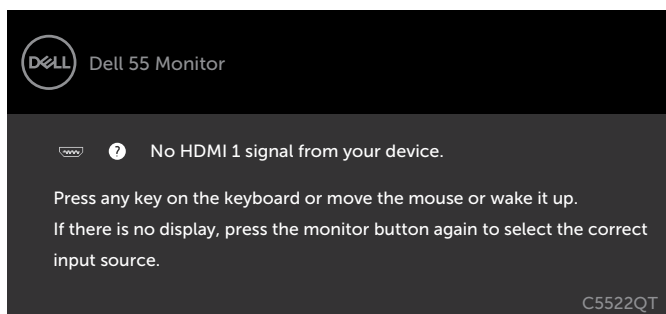 DELL
Dell 55 Monitor
? No HDMI 1 signal from your device.
Press any key on the keyboard or move the mouse or wake it up.
If there is no display, press the monitor button again to select the correct
input source.
C5522QT